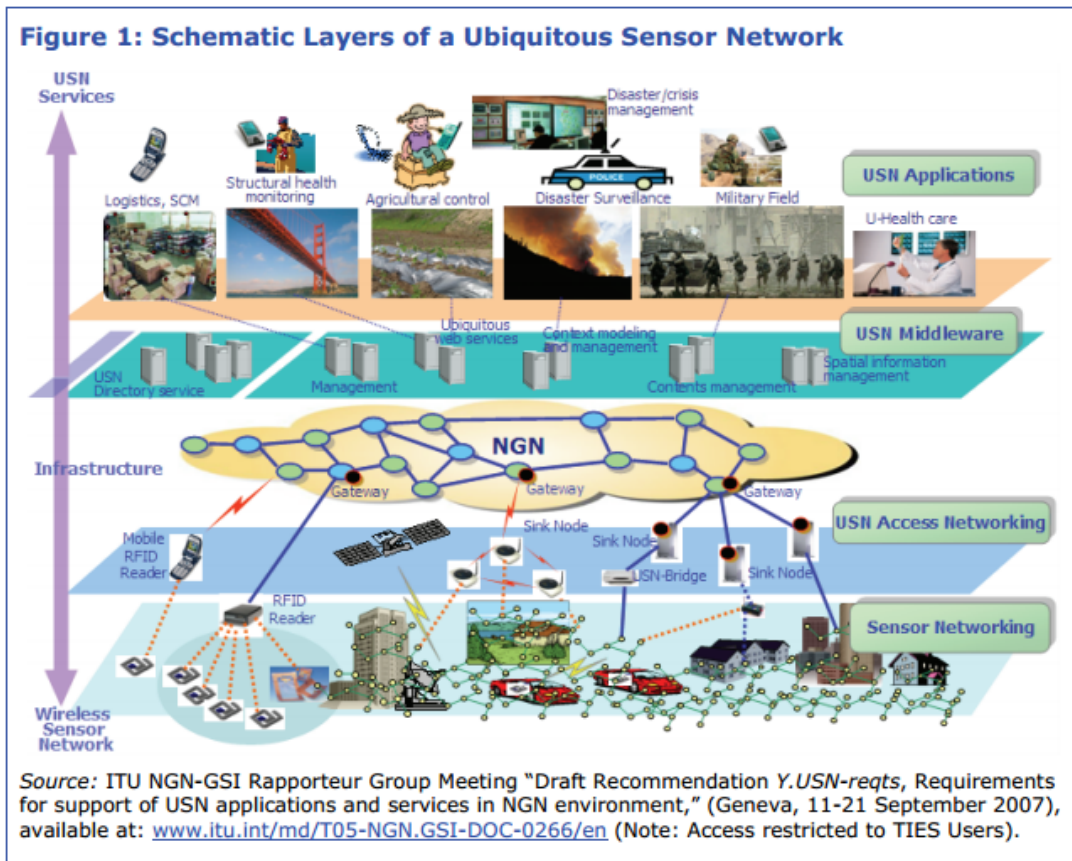 Figure 1: Schematic Layers of a Ubiquitous Sensor Network
USN
Services
Disaster/crisis
management
POLICE
USN Applications
Structural health
monitoring
Logistics, SCM
Agricultural control
Disaster Surveillance
Military Field
U-Health care
USN Middleware
Ubiquitous
web services
Context modeling
and management
Spatial information
management
USN
Directory service
Management
Contents management
NGN
Infrastructure
Gateway
Gateway
Gateway
USN Access Networking
Mobile
RFID
Reader
Sink Node
Sink Node
USN-Bridge
Sink Node
RFID
Reader
Sensor Networking
Wireless
Sensor
Network
Source: ITU NGN-GSI Rapporteur Group Meeting “Draft Recommendation Y.USN-reqts, Requirements
for support of USN applications and services in NGN environment,” (Geneva, 11-21 September 2007),
available at: www.itu.int/md/T05-NGN.GSI-DOC-0266/en (Note: Access restricted to TIES Users).